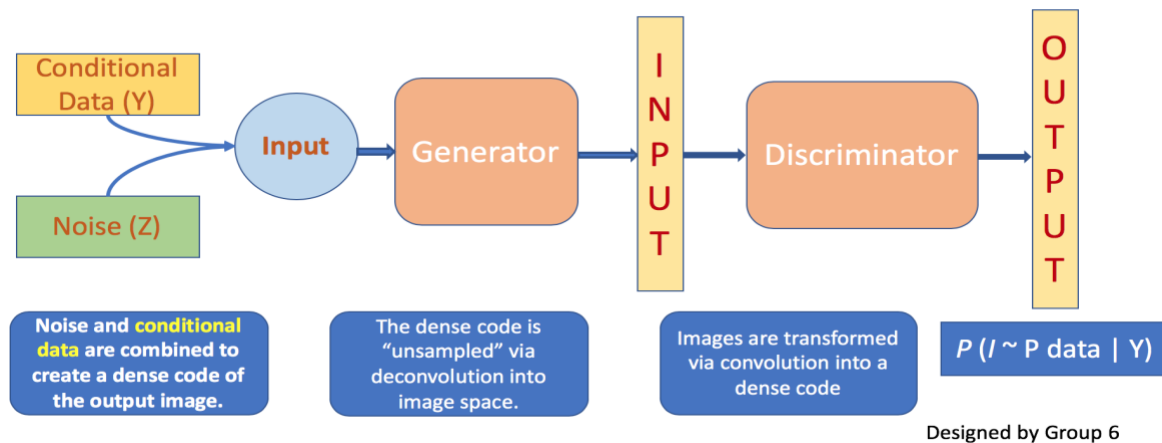 Conditional
Data (Y)
Noise (Z)
Input
Generator
INPUT
Discriminator
OUTPUT
Noise and conditional
data are combined to
create a dense code of
the output image.
The dense code is
“unsampled” via
deconvolution into
image space.
Images are transformed
via convolution into a
dense code
P (I ~ P data | Y)
Designed by Group 6